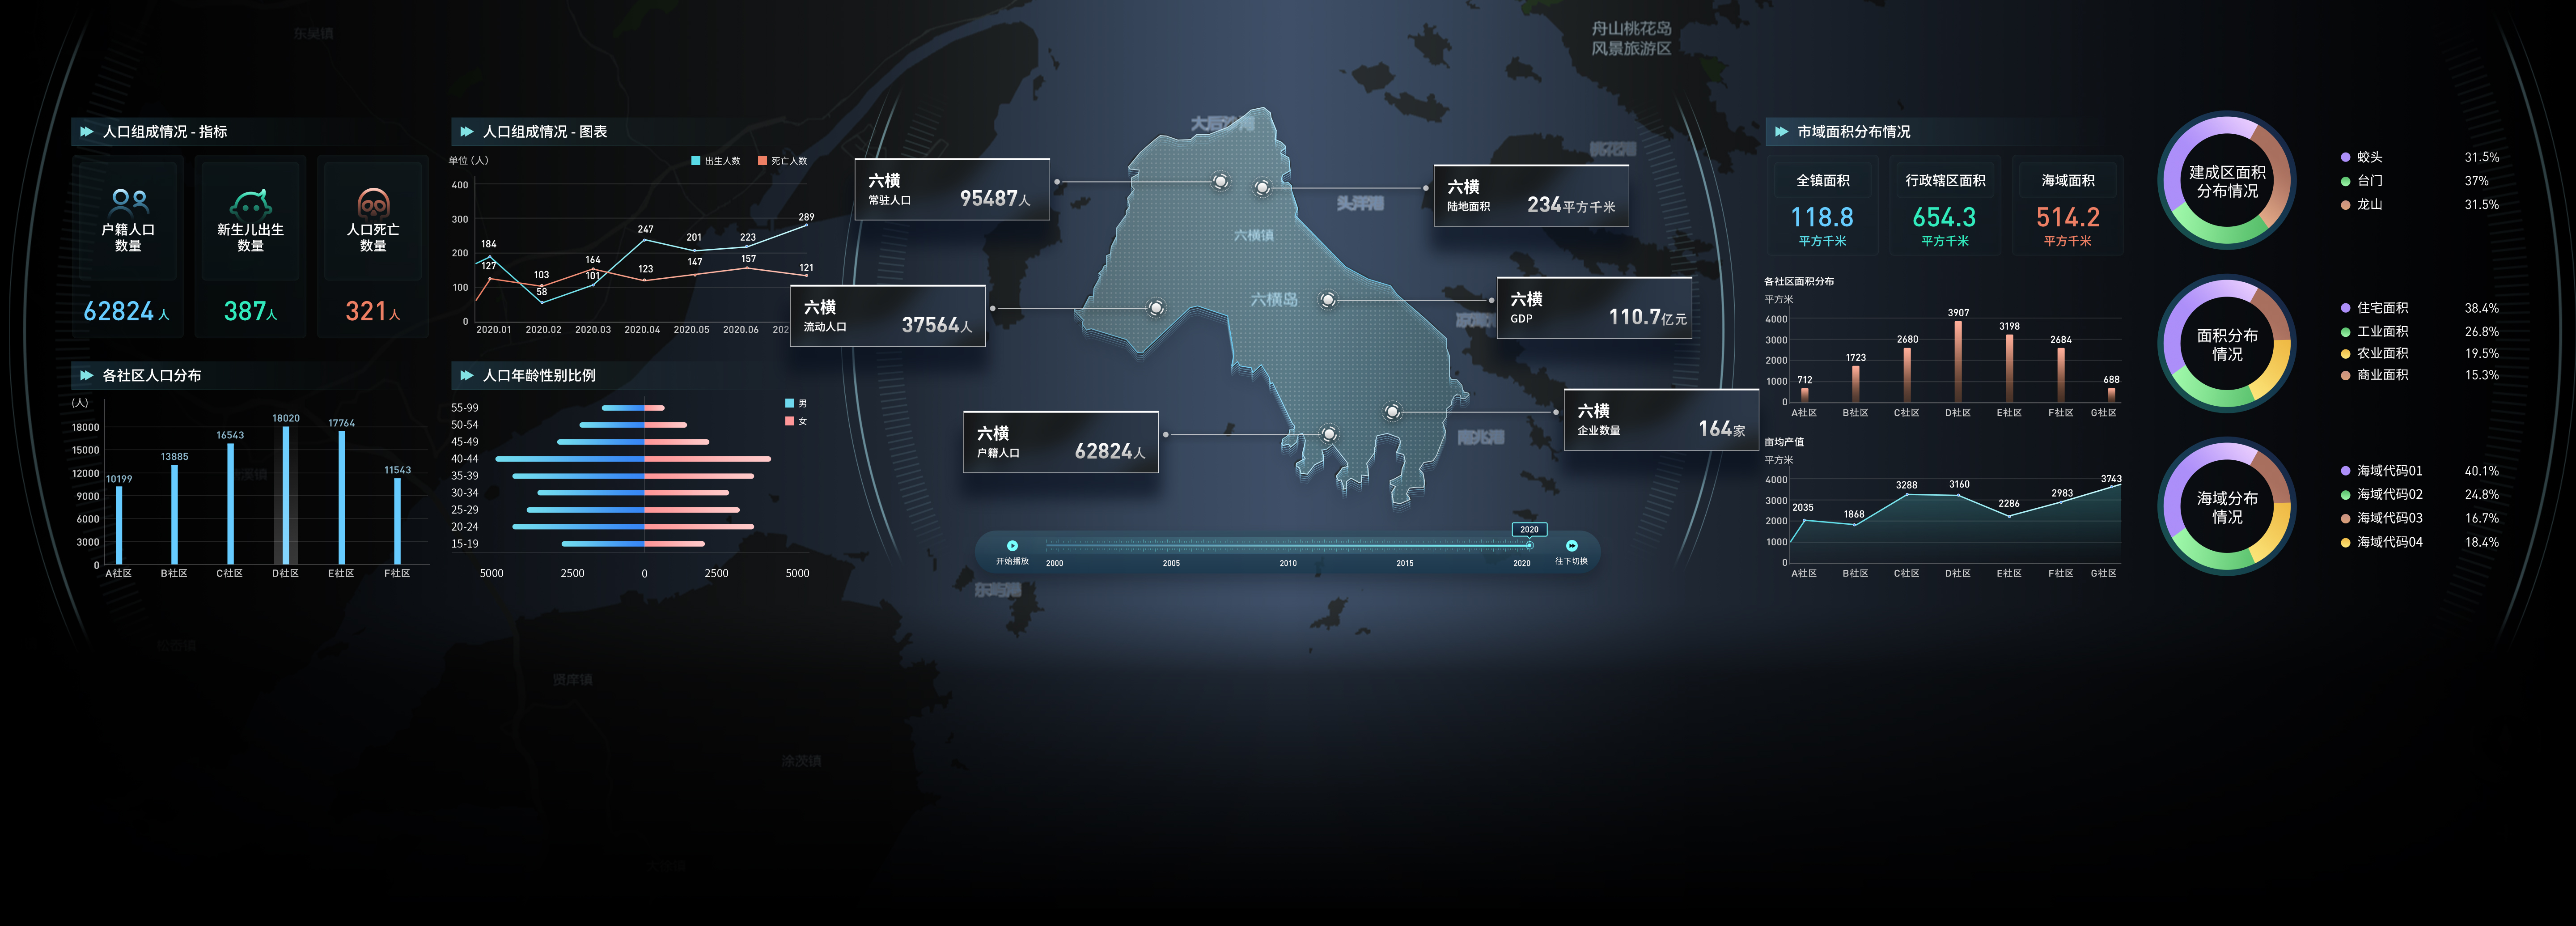 东吴镇
舟山桃花岛
风景旅游区
人口组成情况 - 指标
户籍人口
数量
62824 人
新生儿出生
数量
387人
人口死亡
数量
321人
各社区人口分布
(人)
18000
15000
12000
9000
6000
3000
0
10199
13885
16543
18020
17764
11543
A社区
B社区
C社区
D社区
E社区
F社区
人口组成情况 - 图表
单位 (人)
出生人数
死亡人数
400
300
200
100
0
184
127
103
58
164
101
247
123
201
147
223
157
289
121
2020.01
2020.02
2020.03
2020.04
2020.05
2020.06
202
人口年龄性别比例
男
女
55-99
50-54
45-49
40-44
35-39
30-34
25-29
20-24
15-19
5000
2500
0
2500
5000
六横
常驻人口
95487人
六横
流动人口
37564人
六横
户籍人口
62824人
六横
陆地面积
234平方千米
六横
GDP
110.7亿元
六横
企业数量
164家
六横镇
六横岛
开始播放
2000
2005
2010
2015
2020
2020
往下切换
市域面积分布情况
全镇面积
118.8
平方千米
行政辖区面积
654.3
平方千米
海域面积
514.2
平方千米
各社区面积分布
平方米
4000
3000
2000
1000
0
712
1723
2680
3907
3198
2684
688
A社区
B社区
C社区
D社区
E社区
F社区
G社区
亩均产值
平方米
4000
3000
2000
1000
0
2035
1868
3288
3160
2286
2983
3743
A社区
B社区
C社区
D社区
E社区
F社区
G社区
建成区面积
分布情况
蛟头 31.5%
台门 37%
龙山 31.5%
面积分布
情况
住宅面积 38.4%
工业面积 26.8%
农业面积 19.5%
商业面积 15.3%
海域分布
情况
海域代码01 40.1%
海域代码02 24.8%
海域代码03 16.7%
海域代码04 18.4%
贤庠镇
涂茨镇